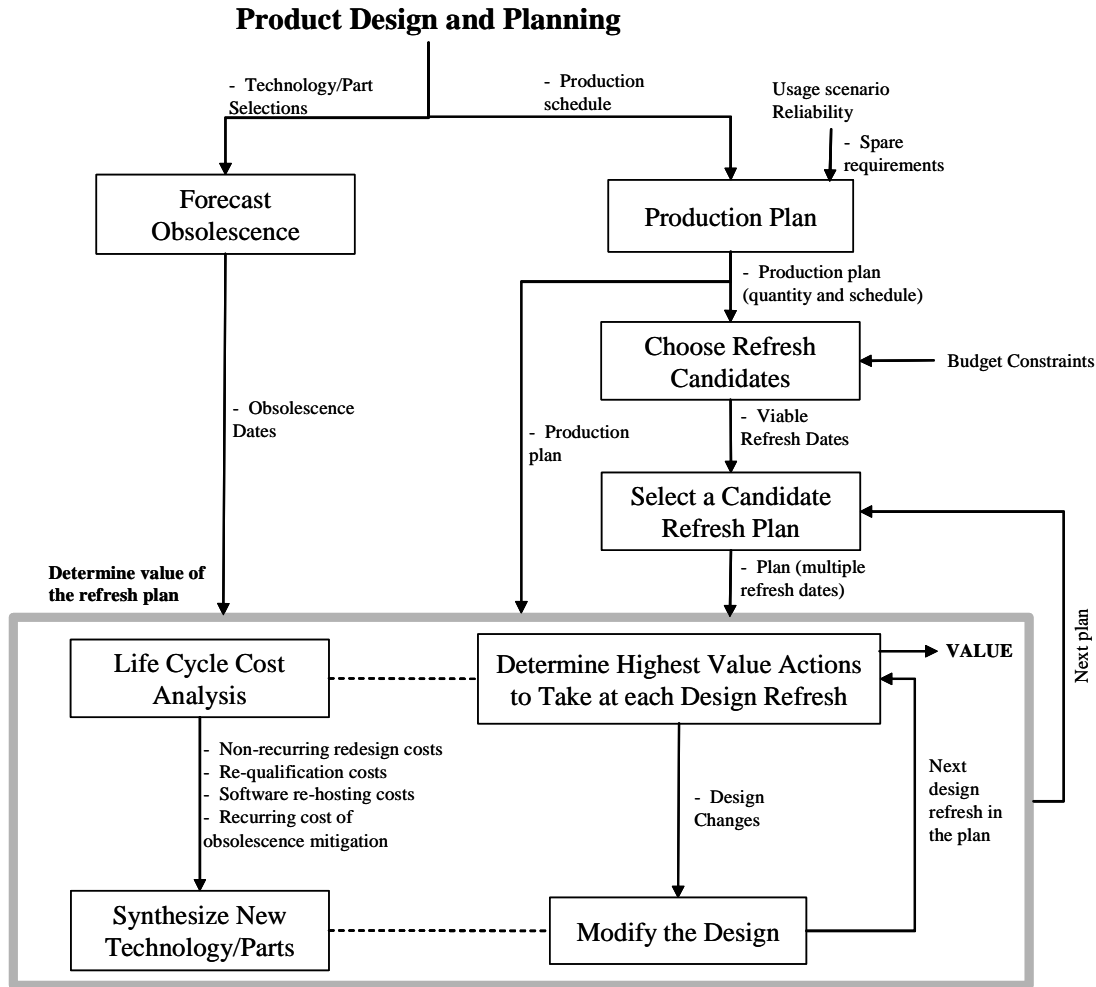 Product Design and Planning
- Technology/Part
Selections
- Production
schedule
Usage scenario
Reliability
- Spare
requirements
Forecast
Obsolescence
Production Plan
- Production plan
(quantity and schedule)
Choose Refresh
Candidates
Budget Constraints
- Obsolescence
Dates
- Production
plan
- Viable
Refresh Dates
Select a Candidate
Refresh Plan
- Plan (multiple
refresh dates)
Determine value of
the refresh plan
Next plan
Life Cycle Cost
Analysis
Determine Highest Value Actions
to Take at each Design Refresh
VALUE
- Non-recurring redesign costs
- Re-qualification costs
- Software re-hosting costs
- Recurring cost of
obsolescence mitigation
- Design
Changes
Next
design
refresh in
the plan
Synthesize New
Technology/Parts
Modify the Design